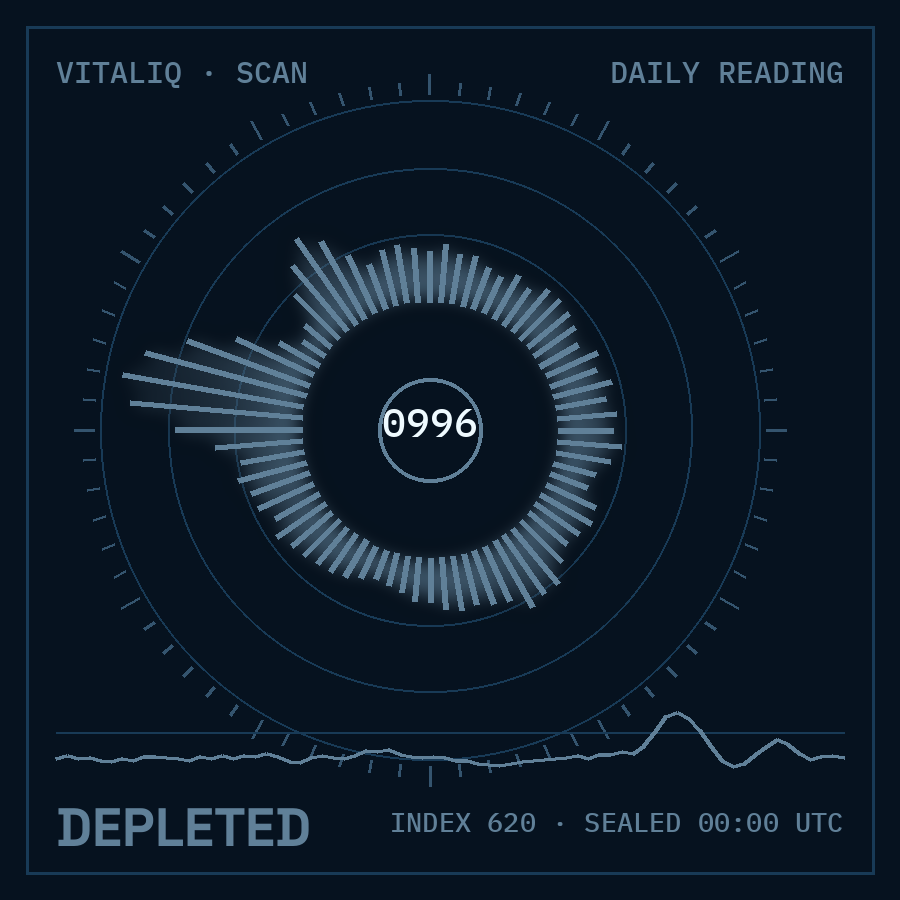 VITALIQ · SCAN
DAILY READING
0996
DEPLETED
INDEX 620 · SEALED 00:00 UTC